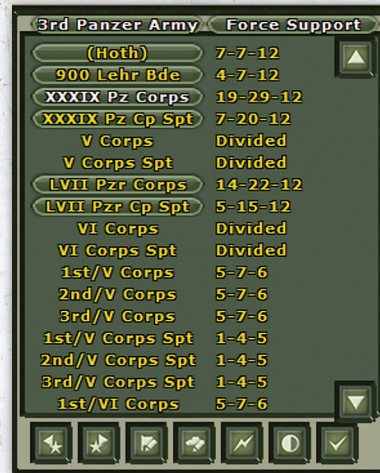 3rd Panzer Army Force Support
(Hoth) 7-7-12
900 Lehr Bde 4-7-12
XXXIX Pz Corps 19-29-12
XXXIX Pz Cp Spt 7-20-12
V Corps Divided
V Corps Spt Divided
LVII Pzr Corps 14-22-12
LVII Pzr Cp Spt 5-15-12
VI Corps Divided
VI Corps Spt Divided
1st/V Corps 5-7-6
2nd/V Corps 5-7-6
3rd/V Corps 5-7-6
1st/V Corps Spt 1-4-5
2nd/V Corps Spt 1-4-5
3rd/V Corps Spt 1-4-5
1st/VI Corps 5-7-6